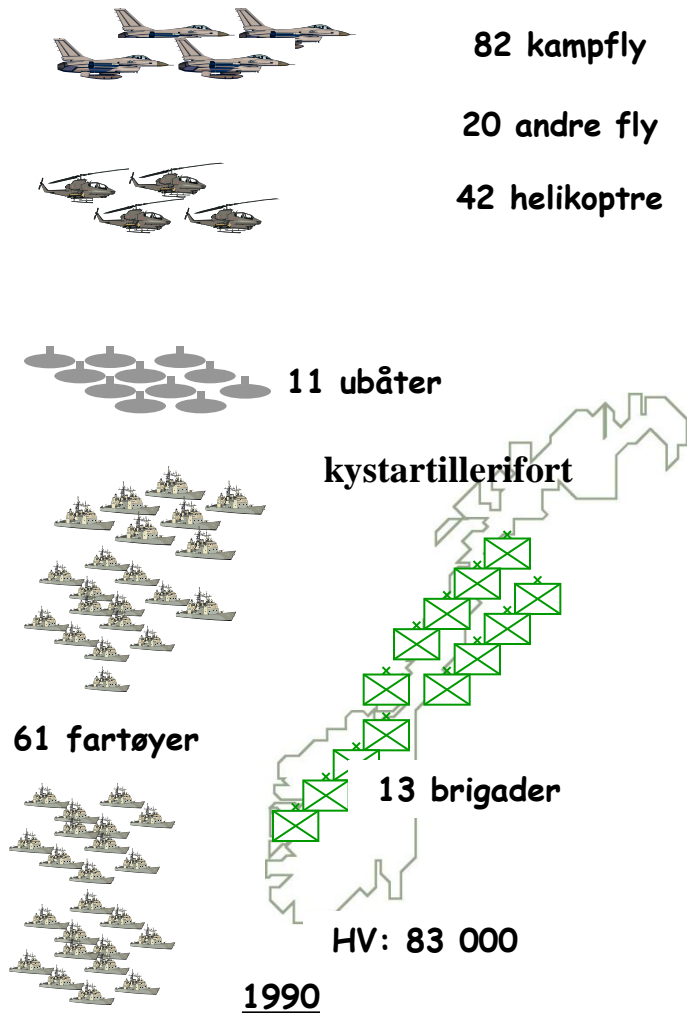 82 kampfly
20 andre fly
42 helikoptre
11 ubåter
kystartillerifort
61 fartøyer
13 brigader
HV: 83 000
1990